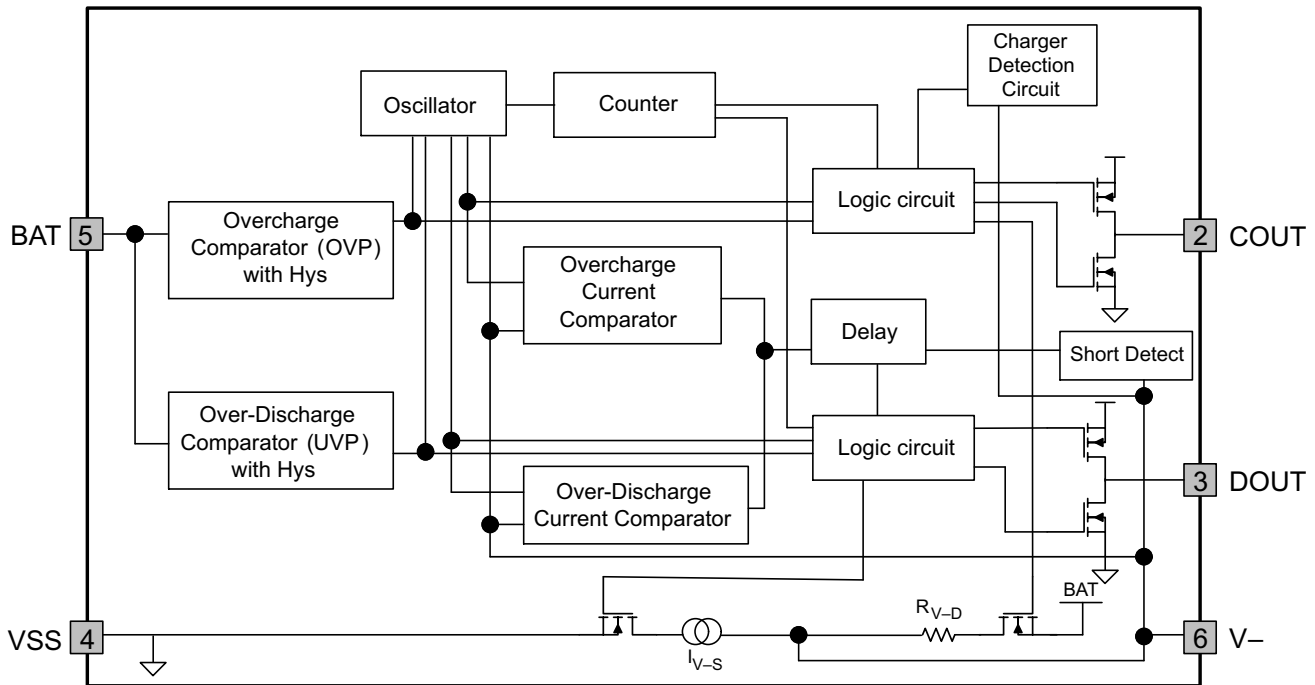 Charger
Detection
Circuit
Oscillator
Counter
Logic circuit
BAT
5
Overcharge
Comparator (OVP)
with Hys
2
COUT
Overcharge
Current
Comparator
Delay
Short Detect
Over-Discharge
Comparator (UVP)
with Hys
Logic circuit
3
DOUT
Over-Discharge
Current Comparator
BAT
RV–D
VSS
4
IV–S
6
V–